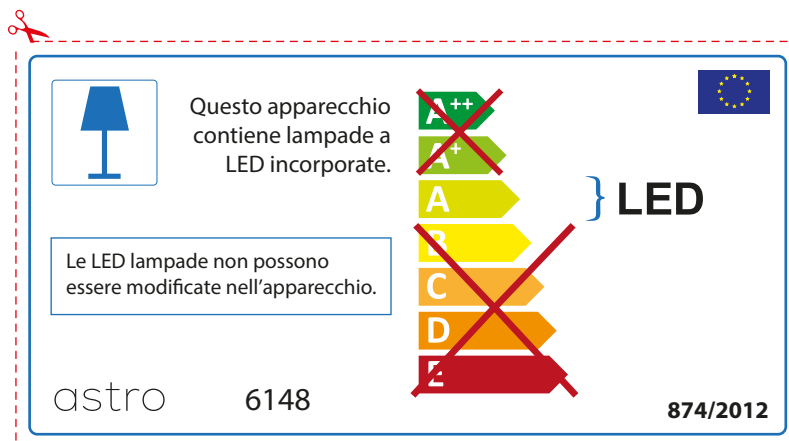 Questo apparecchio
contiene lampade a
LED incorporate.
A++
A+
A
B
C
D
E
LED
Le LED lampade non possono
essere modificate nell'apparecchio.
astro
6148
874/2012